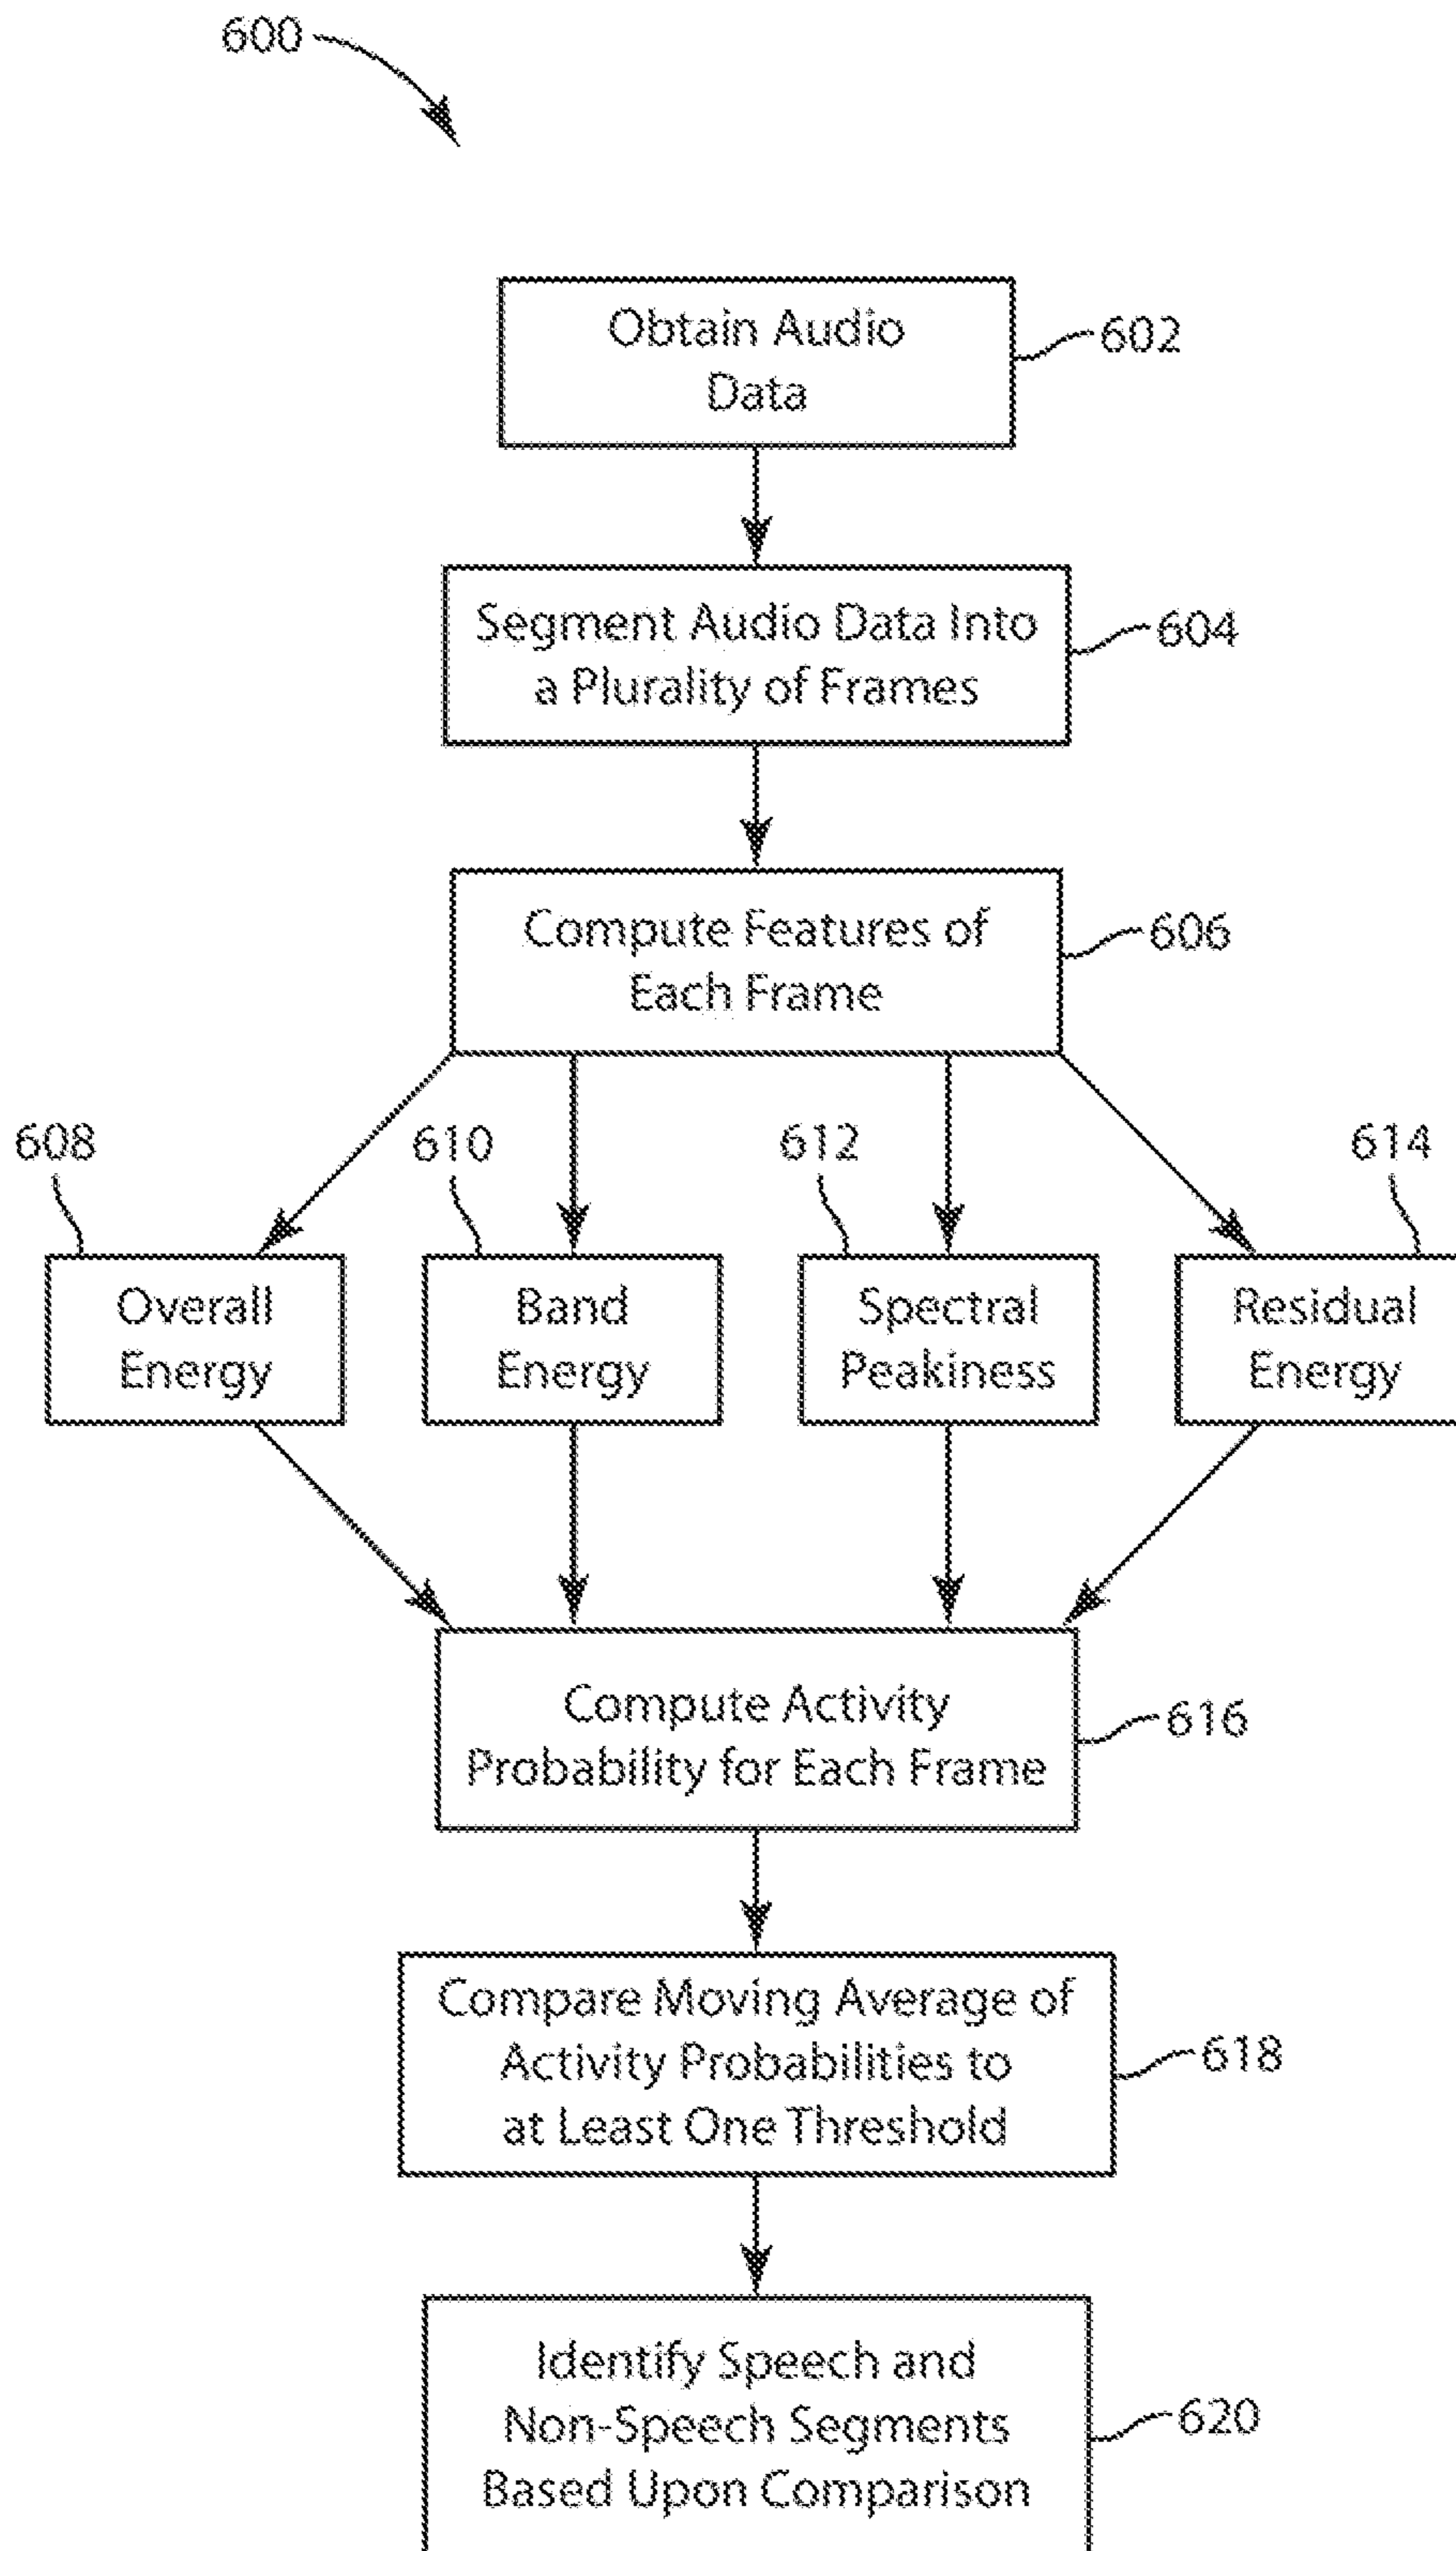 600
Obtain Audio
Data
602
Segment Audio Data Into
a Plurality of Frames
604
Compute Features of
Each Frame
606
608
610
612
614
Overall
Energy
Band
Energy
Spectral
Peakiness
Residual
Energy
Compute Activity
Probability for Each Frame
616
Compare Moving Average of
Activity Probabilities to
at Least One Threshold
618
Identify Speech and
Non-Speech Segments
Based Upon Comparison
620